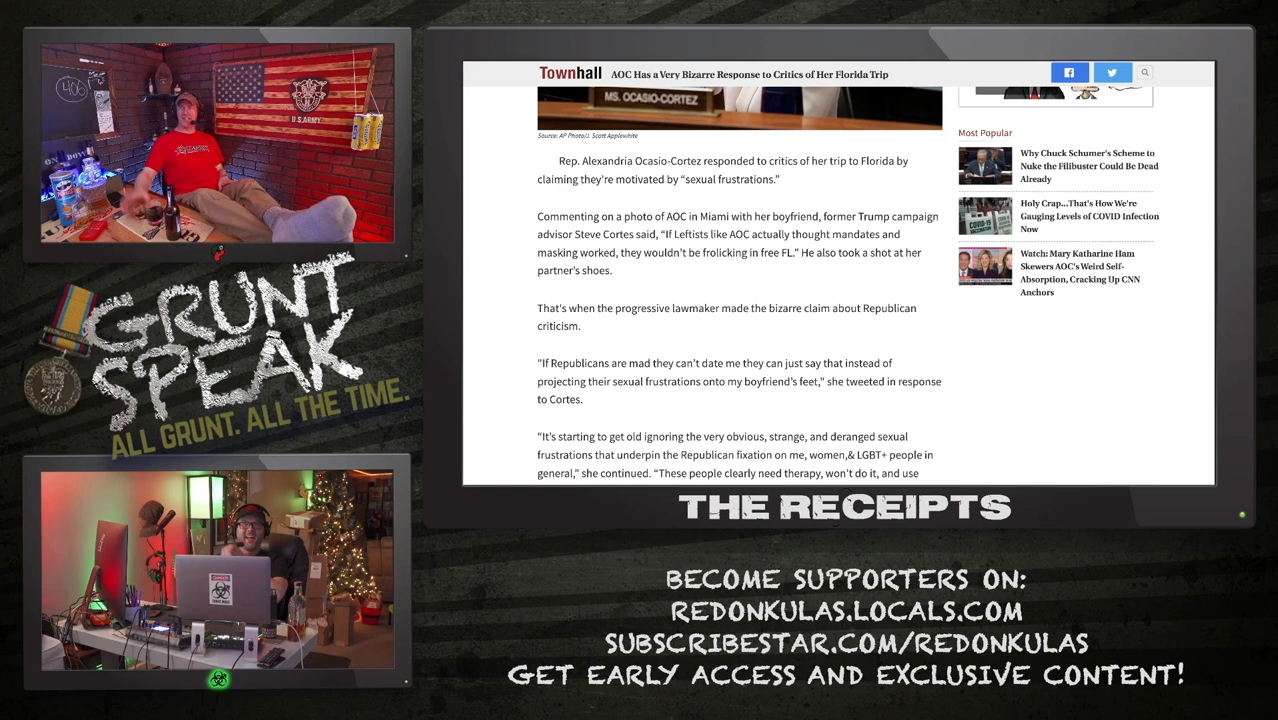 406
U.S. ARMY
GRUNT
SPEAK
ALL GRUNT. ALL THE TIME.
Townhall AOC Has a Very Bizarre Response to Critics of Her Florida Trip
MS. OCASIO-CORTEZ
Source: AP Photo/J. Scott Applewhite
Rep. Alexandria Ocasio-Cortez responded to critics of her trip to Florida by
claiming they're motivated by “sexual frustrations.”
Commenting on a photo of AOC in Miami with her boyfriend, former Trump campaign
advisor Steve Cortes said, “If Leftists like AOC actually thought mandates and
masking worked, they wouldn't be frolicking in free FL.” He also took a shot at her
partner's shoes.
That's when the progressive lawmaker made the bizarre claim about Republican
criticism.
"If Republicans are mad they can't date me they can just say that instead of
projecting their sexual frustrations onto my boyfriend's feet," she tweeted in response
to Cortes.
“It's starting to get old ignoring the very obvious, strange, and deranged sexual
frustrations that underpin the Republican fixation on me, women,& LGBT+ people in
general,” she continued. “These people clearly need therapy, won't do it, and use
Most Popular
Why Chuck Schumer's Scheme to
Nuke the Filibuster Could Be Dead
Already
Holy Crap...That's How We're
Gauging Levels of COVID Infection
Now
Watch: Mary Katharine Ham
Skewers AOC's Weird Self-
Absorption, Cracking Up CNN
Anchors
THE RECEIPTS
BECOME SUPPORTERS ON:
REDONKULAS.LOCALS.COM
SUBSCRIBESTAR.COM/REDONKULAS
GET EARLY ACCESS AND EXCLUSIVE CONTENT!